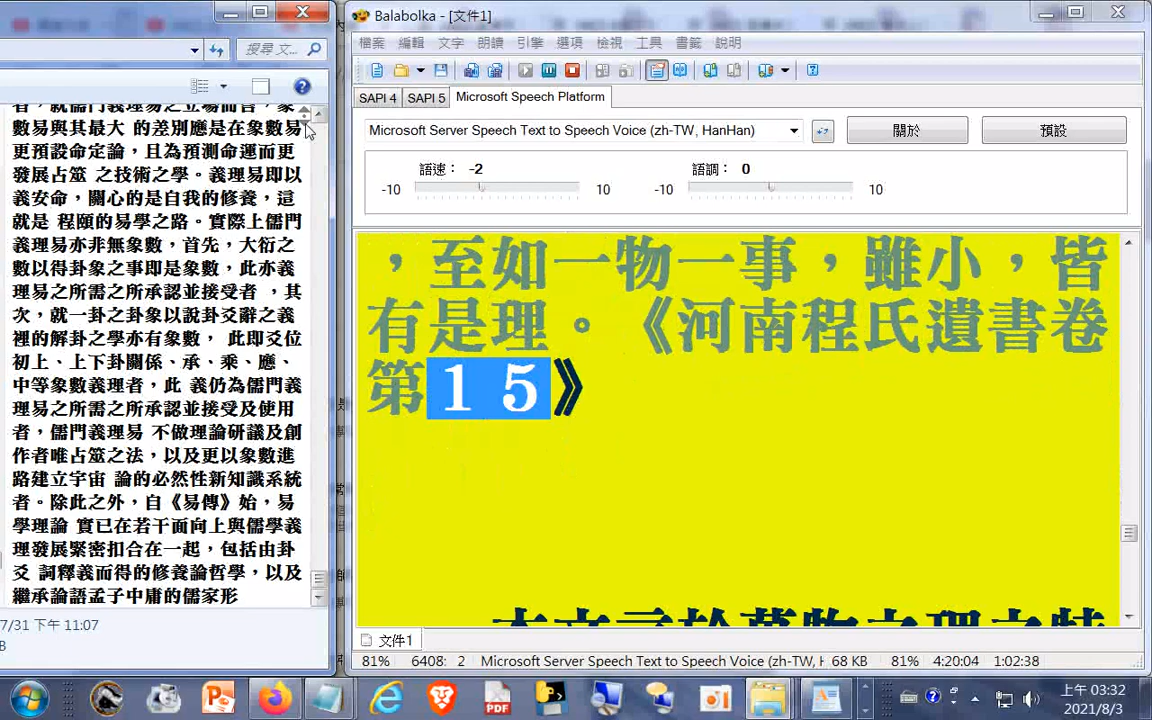 搜尋 文...
者，就儒門義理易之立場而言，象
數易與其最大 的差別應是在象數易
更預設命定論，且為預測命運而更
發展占筮 之技術之學。義理易即以
義安命，關心的是自我的修養，這
就是 程頤的易學之路。實際上儒門
義理易亦非無象數，首先，大衍之
數以得卦象之事即是象數，此亦義
理易之所需之所承認並接受者 ，其
次，就一卦之卦象以說卦爻辭之義
裡的解卦之學亦有象數， 此即爻位
初上、上下卦關係、承、乘、應、
中等象數義理者，此 義仍為儒門義
理易之所需之所承認並接受及使用
者，儒門義理易 不做理論研議及創
作者唯占筮之法，以及更以象數進
路建立宇宙 論的必然性新知識系統
者。除此之外，自《易傳》始，易
學理論 實已在若干面向上與儒學義
理發展緊密扣合在一起，包括由卦
爻 詞釋義而得的修養論哲學，以及
繼承論語孟子中庸的儒家形
7/31 下午 11:07
B
Balabolka - [文件1]
檔案 編輯 文字 朗讀 引擎 選項 檢視 工具 書籤 說明
SAPI 4 SAPI 5 Microsoft Speech Platform
Microsoft Server Speech Text to Speech Voice (zh-TW, HanHan) 關於 預設
語速： -2 語調： 0
-10 10 -10 10
，至如一物一事，雖小，皆
有是理。《河南程氏遺書卷
第１５》
文件1
81% 6408: 2 Microsoft Server Speech Text to Speech Voice (zh-TW, H 68 KB 81% 4:20:04 1:02:38
PDF
上午 03:32
2021/8/3